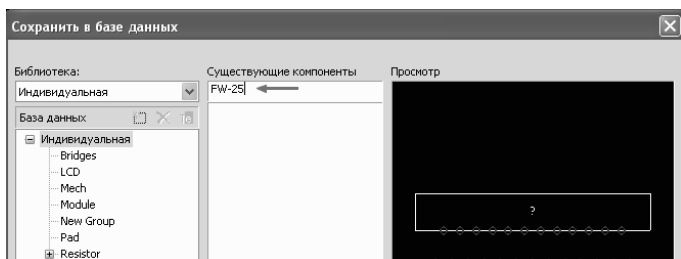 Сохранить в базе данных
Библиотека:
Существующие компоненты
Просмотр
Индивидуальная
FW-25
База данных
Индивидуальная
Bridges
LCD
Mech
Module
New Group
Pad
Resistor
?